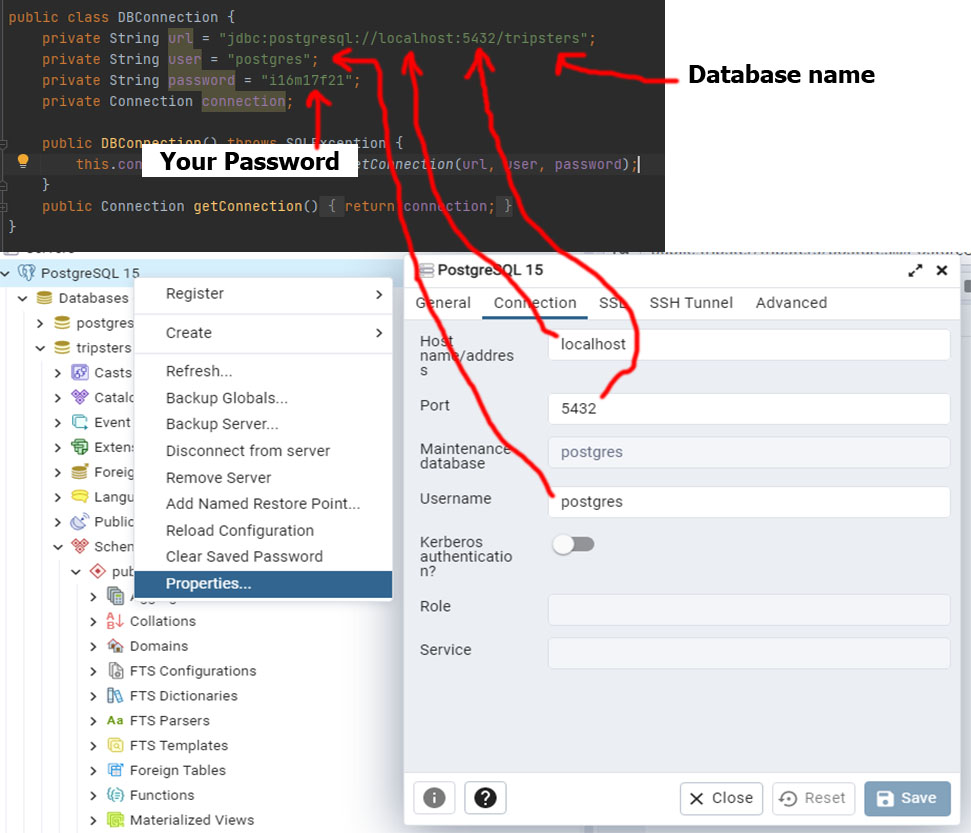 public class DBConnection {
private String url = "jdbc:postgresql://localhost:5432/tripsters";
private String user = "postgres";
private String password = "i16m17f21";
private Connection connection;
Database name
public DBConnection() throws SQLException {
Your Password
this.con etConnection(url, user, password);
}
public Connection getConnection() { return connection; }
}
PostgreSQL 15
Databases
postgres
tripsters
Casts
Catalo
Event
Extens
Foreig
Langu
Public
Schem
pub
Collations
Domains
FTS Configurations
FTS Dictionaries
FTS Parsers
FTS Templates
Foreign Tables
Functions
Materialized Views
Register
Create
Refresh...
Backup Globals...
Backup Server...
Disconnect from server
Remove Server
Add Named Restore Point...
Reload Configuration
Clear Saved Password
Properties...
PostgreSQL 15
General Connection SSL SSH Tunnel Advanced
Host
name/addres
s
localhost
Port
5432
Maintenance
database
postgres
Username
postgres
Kerberos
authenticatio
n?
Role
Service
Close Reset Save